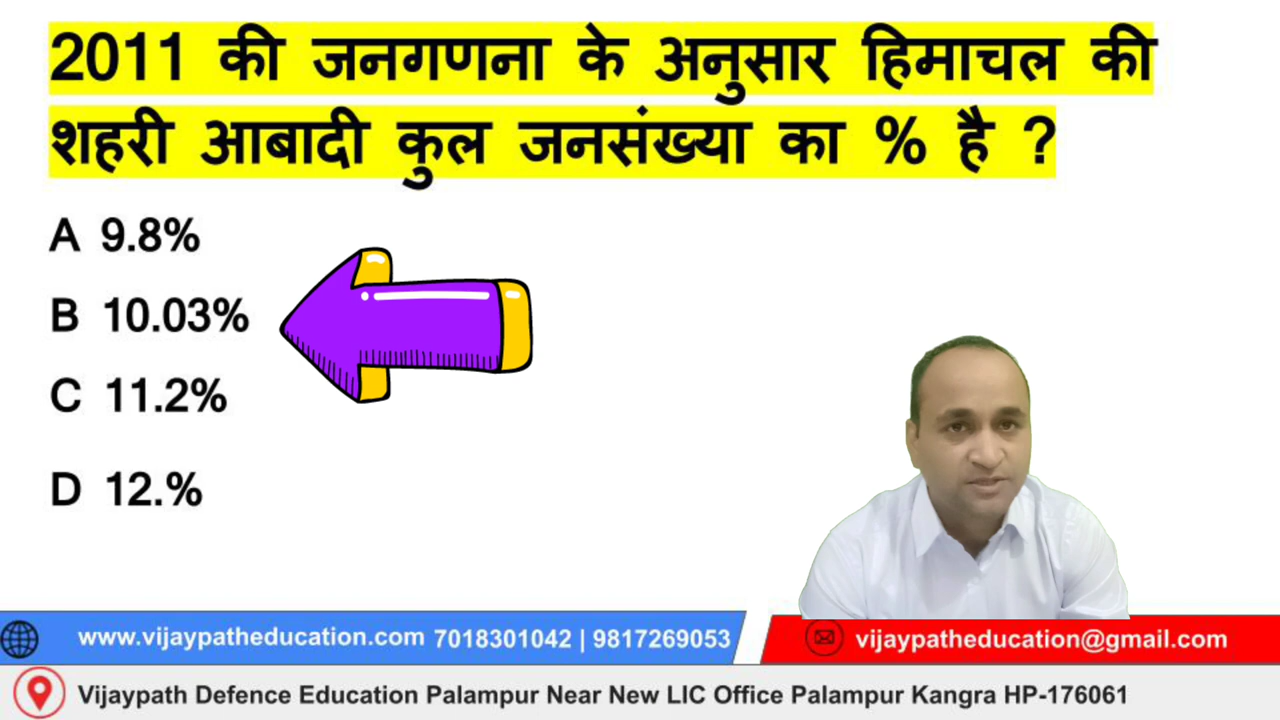 2011 की जनगणना के अनुसार हिमाचल की
शहरी आबादी कुल जनसंख्या का % है ?
A 9.8%
B 10.03%
C 11.2%
D 12.%
www.vijaypatheducation.com 7018301042 | 9817269053
vijaypatheducation@gmail.com
Vijaypath Defence Education Palampur Near New LIC Office Palampur Kangra HP-176061